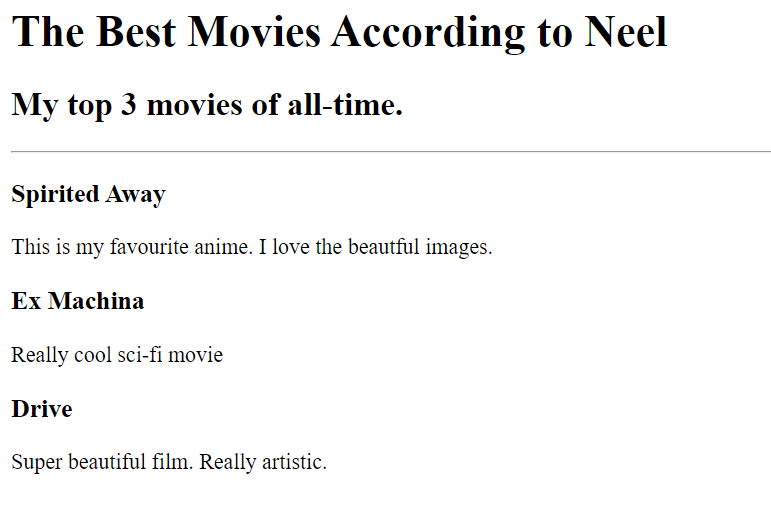 The Best Movies According to Neel
My top 3 movies of all-time.
Spirited Away
This is my favourite anime. I love the beautful images.
Ex Machina
Really cool sci-fi movie
Drive
Super beautiful film. Really artistic.